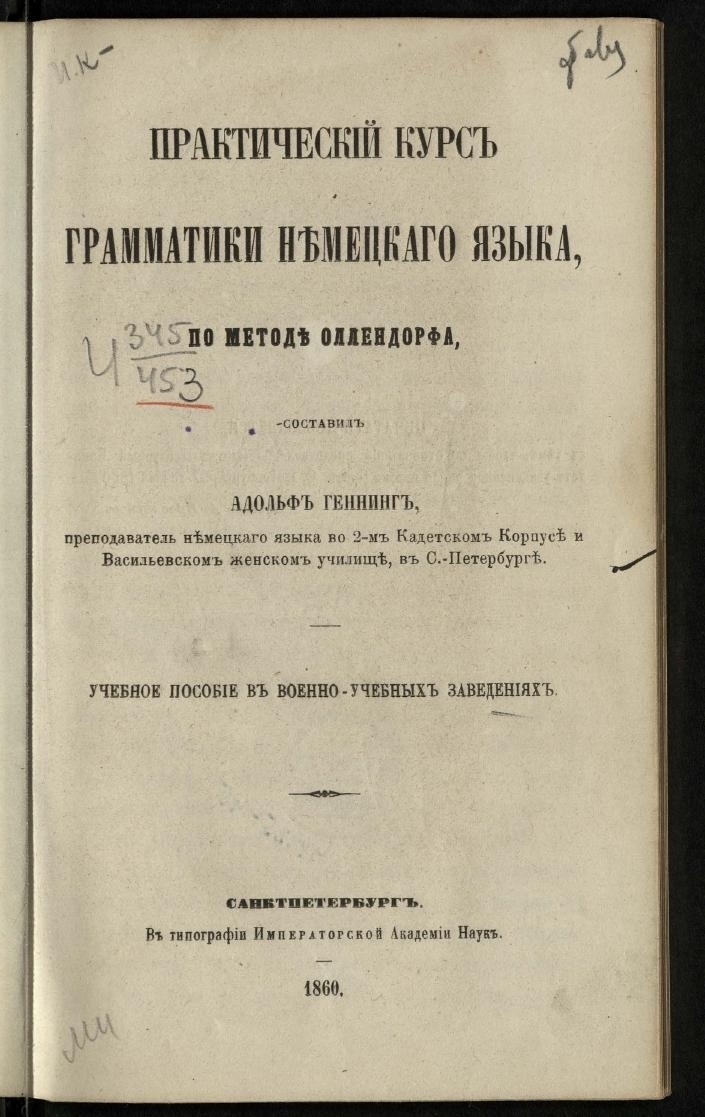 И.К-
ПРАКТИЧЕСКІЙ КУРСЪ
ГРАММАТИКИ НѢМЕЦКАГО ЯЗЫКА,
Ч 345
453
ПО МЕТОДѢ ОЛЛЕНДОРФА,
СОСТАВИЛЪ
АДОЛЬФЪ ГЕННИНГЪ,
преподаватель нѣмецкаго языка во 2-мъ Кадетскомъ Корпусѣ и
Васильевскомъ женскомъ училищѣ, въ С.-Петербургѣ.
УЧЕБНОЕ ПОСОБІЕ ВЪ ВОЕННО-УЧЕБНЫХЪ ЗАВЕДЕНІЯХЪ.
САНКТПЕТЕРБУРГЪ.
Въ типографіи Императорской Академіи Наукъ.
1860.